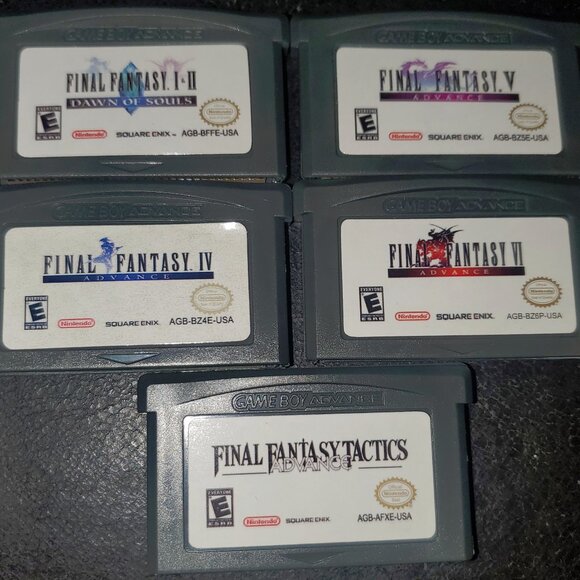 GAME BOY ADVANCE
FINAL FANTASY I·II
DAWN OF SOULS
EVERYONE
E
ESRB
Nintendo
SQUARE ENIX™
AGB-BFFE-USA
GAME BOY ADVANCE
FINAL FANTASY V
ADVANCE
EVERYONE
E
ESRB
Nintendo
SQUARE ENIX
AGB-BZ5E-USA
GAME BOY ADVANCE
FINAL FANTASY IV
ADVANCE
EVERYONE
E
ESRB
Nintendo
SQUARE ENIX
AGB-BZ4E-USA
GAME BOY ADVANCE
FINAL FANTASY VI
ADVANCE
EVERYONE
E
ESRB
Nintendo
SQUARE ENIX
AGB-BZ6P-USA
GAME BOY ADVANCE
FINAL FANTASY TACTICS
ADVANCE
EVERYONE
E
ESRB
Nintendo
SQUARE ENIX
AGB-AFXE-USA